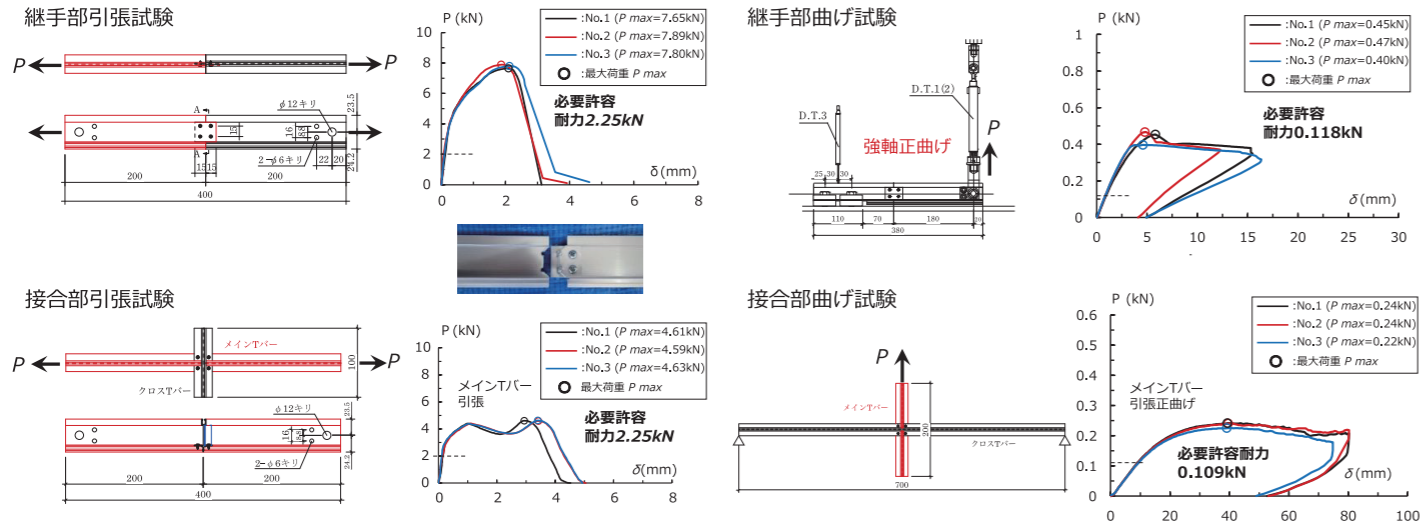 継手部引張試験
P
P
A
A
φ12キリ
2-φ6キリ
15
16
8.8
23.5
24.2
22
20
15
15
200
200
400
P (kN)
10
8
6
4
2
0
0
2
4
6
8
δ(mm)
:No.1 (P max=7.65kN)
:No.2 (P max=7.89kN)
:No.3 (P max=7.80kN)
:最大荷重 P max
必要許容
耐力2.25kN
継手部曲げ試験
D.T.1(2)
D.T.3
P
強軸正曲げ
25
30
30
110
70
180
20
380
P (kN)
1
0.8
0.6
0.4
0.2
0
0
5
10
15
20
25
30
δ(mm)
:No.1 (P max=0.45kN)
:No.2 (P max=0.47kN)
:No.3 (P max=0.40kN)
:最大荷重 P max
必要許容
耐力0.118kN
接合部引張試験
P
P
メインTバー
クロスTバー
100
φ12キリ
2-φ6キリ
16
8.8
23.5
24.2
200
200
400
P (kN)
10
8
6
4
2
0
0
2
4
6
8
δ(mm)
:No.1 (P max=4.61kN)
:No.2 (P max=4.59kN)
:No.3 (P max=4.63kN)
最大荷重 P max
メインTバー
引張
必要許容
耐力2.25kN
接合部曲げ試験
P
メインTバー
クロスTバー
200
700
P (kN)
0.6
0.5
0.4
0.3
0.2
0.1
0
0
20
40
60
80
100
δ(mm)
:No.1 (P max=0.24kN)
:No.2 (P max=0.24kN)
:No.3 (P max=0.22kN)
:最大荷重 P max
メインTバー
引張正曲げ
必要許容耐力
0.109kN